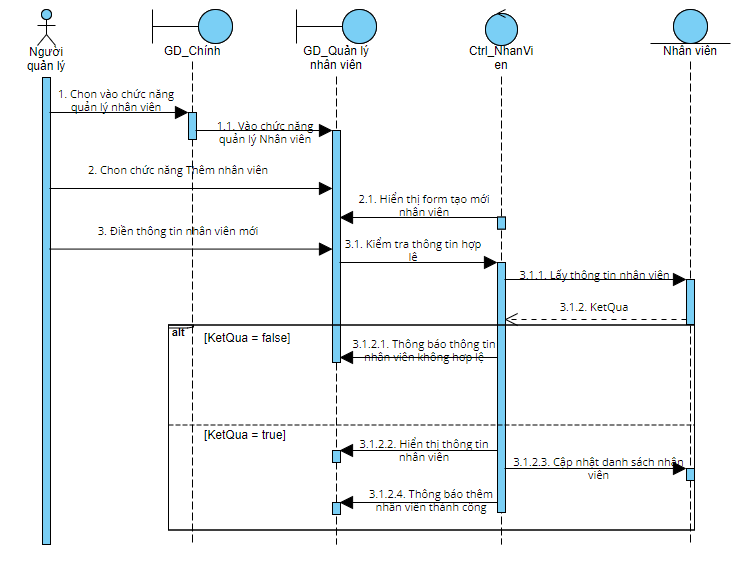 Người
quản lý
GD_Chính
GD_Quản lý
nhân viên
Ctrl_NhanVi
en
Nhân viên
1. Chọn vào chức năng
quản lý nhân viên
1.1. Vào chức năng
quản lý Nhân viên
2. Chọn chức năng Thêm nhân viên
2.1. Hiển thị form tạo mới
nhân viên
3. Điền thông tin nhân viên mới
3.1. Kiểm tra thông tin hợp
lệ
3.1.1. Lấy thông tin nhân viên
3.1.2. KetQua
alt
[KetQua = false]
3.1.2.1. Thông báo thông tin
nhân viên không hợp lệ
[KetQua = true]
3.1.2.2. Hiển thị thông tin
nhân viên
3.1.2.3. Cập nhật danh sách nhân
viên
3.1.2.4. Thông báo thêm
nhân viên thành công